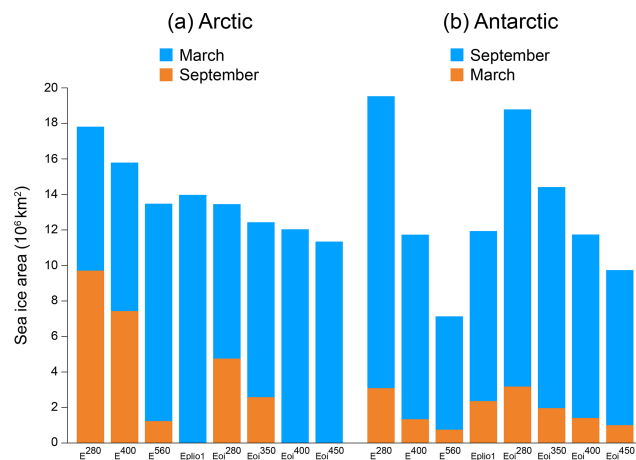 (a) Arctic
March
September
(b) Antarctic
September
March
Sea ice area (10⁶ km²)
20
18
16
14
12
10
8
6
4
2
0
E²⁸⁰ E⁴⁰⁰ E⁵⁶⁰ Eplio1 Eoi²⁸⁰ Eoi³⁵⁰ Eoi⁴⁰⁰ Eoi⁴⁵⁰
E²⁸⁰ E⁴⁰⁰ E⁵⁶⁰ Eplio1 Eoi²⁸⁰ Eoi³⁵⁰ Eoi⁴⁰⁰ Eoi⁴⁵⁰